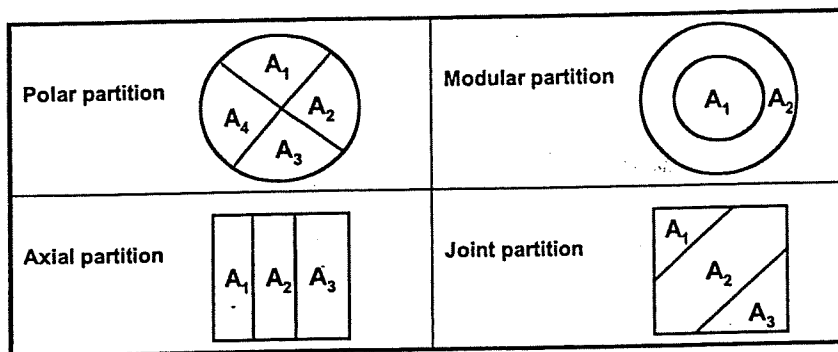 Polar partition
A₁
A₂
A₄
A₃
Modular partition
A₁
A₂
Axial partition
A₁
A₂
A₃
Joint partition
A₁
A₂
A₃